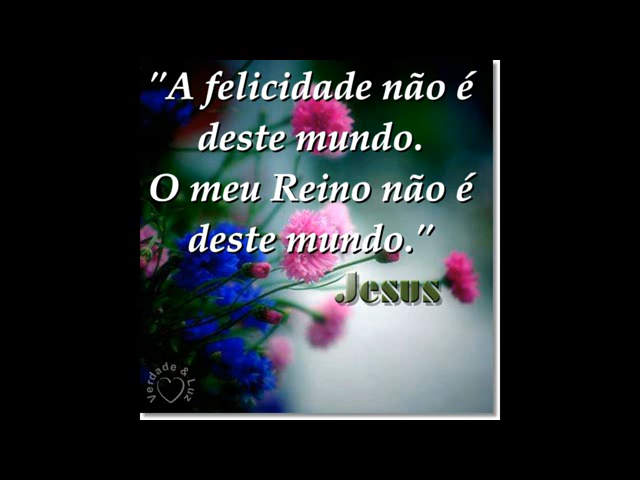 "A felicidade não é
deste mundo.
O meu Reino não é
deste mundo."
Jesus
Verdade & Luz